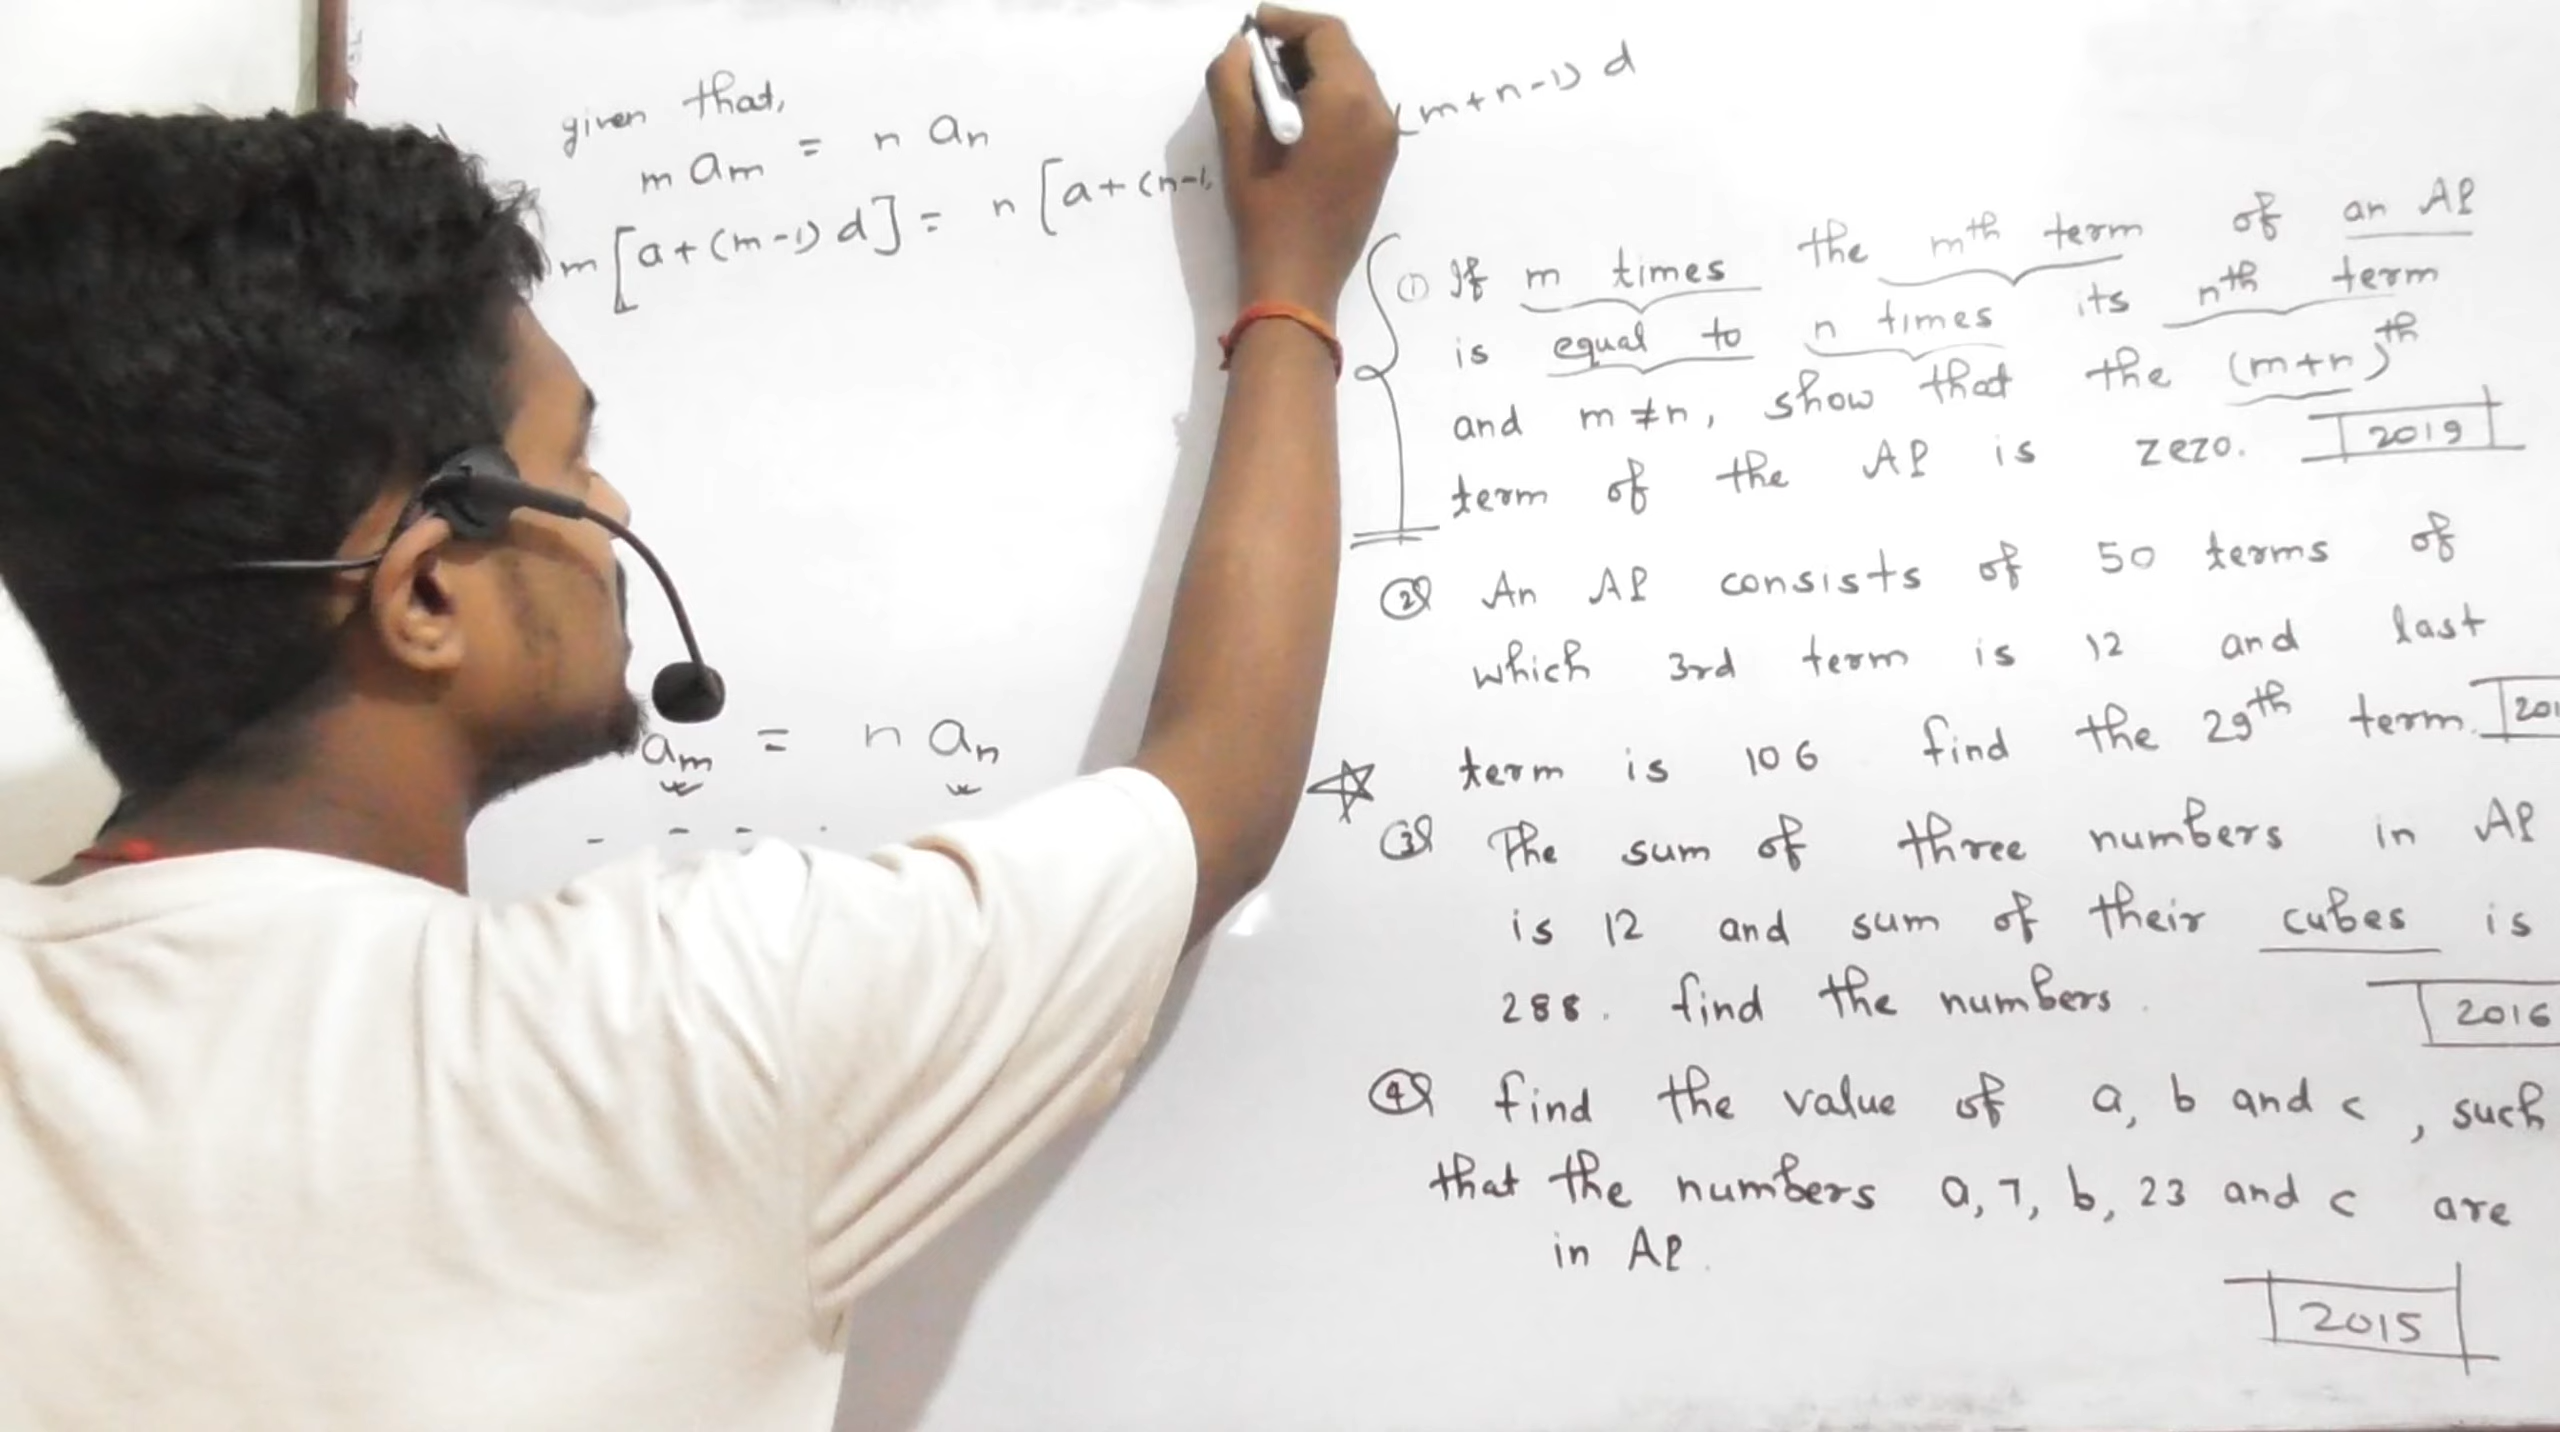 given that,
m am = n an
m[a+(m-1)d] = n[a+(n-1
(m+n-1)d
am = n an
① If m times the mth term of an AP
is equal to n times its nth term
and m≠n, show that the (m+n)th
term of the AP is zezo. 2019
② An AP consists of 50 terms of
which 3rd term is 12 and last
term is 106 find the 29th term. 201
③ The sum of three numbers in AP
is 12 and sum of their cubes is
288. find the numbers. 2016
④ find the value of a, b and c, such
that the numbers a, 7, b, 23 and c are
in AP.
2015